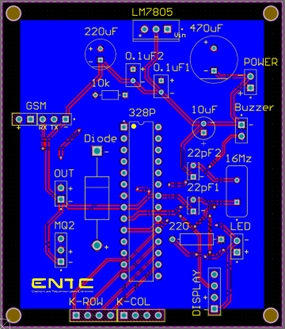 LM7805
220uF
470uF
Vin
0.1uF2
0.1uF1
POWER
10k
GSM
328P
10uF
Buzzer
RX TX
Diode
22pF2
16Mz
22pF1
OUT
220
LED
MQ2
DISPLAY
ENTC
K-ROW
K-COL